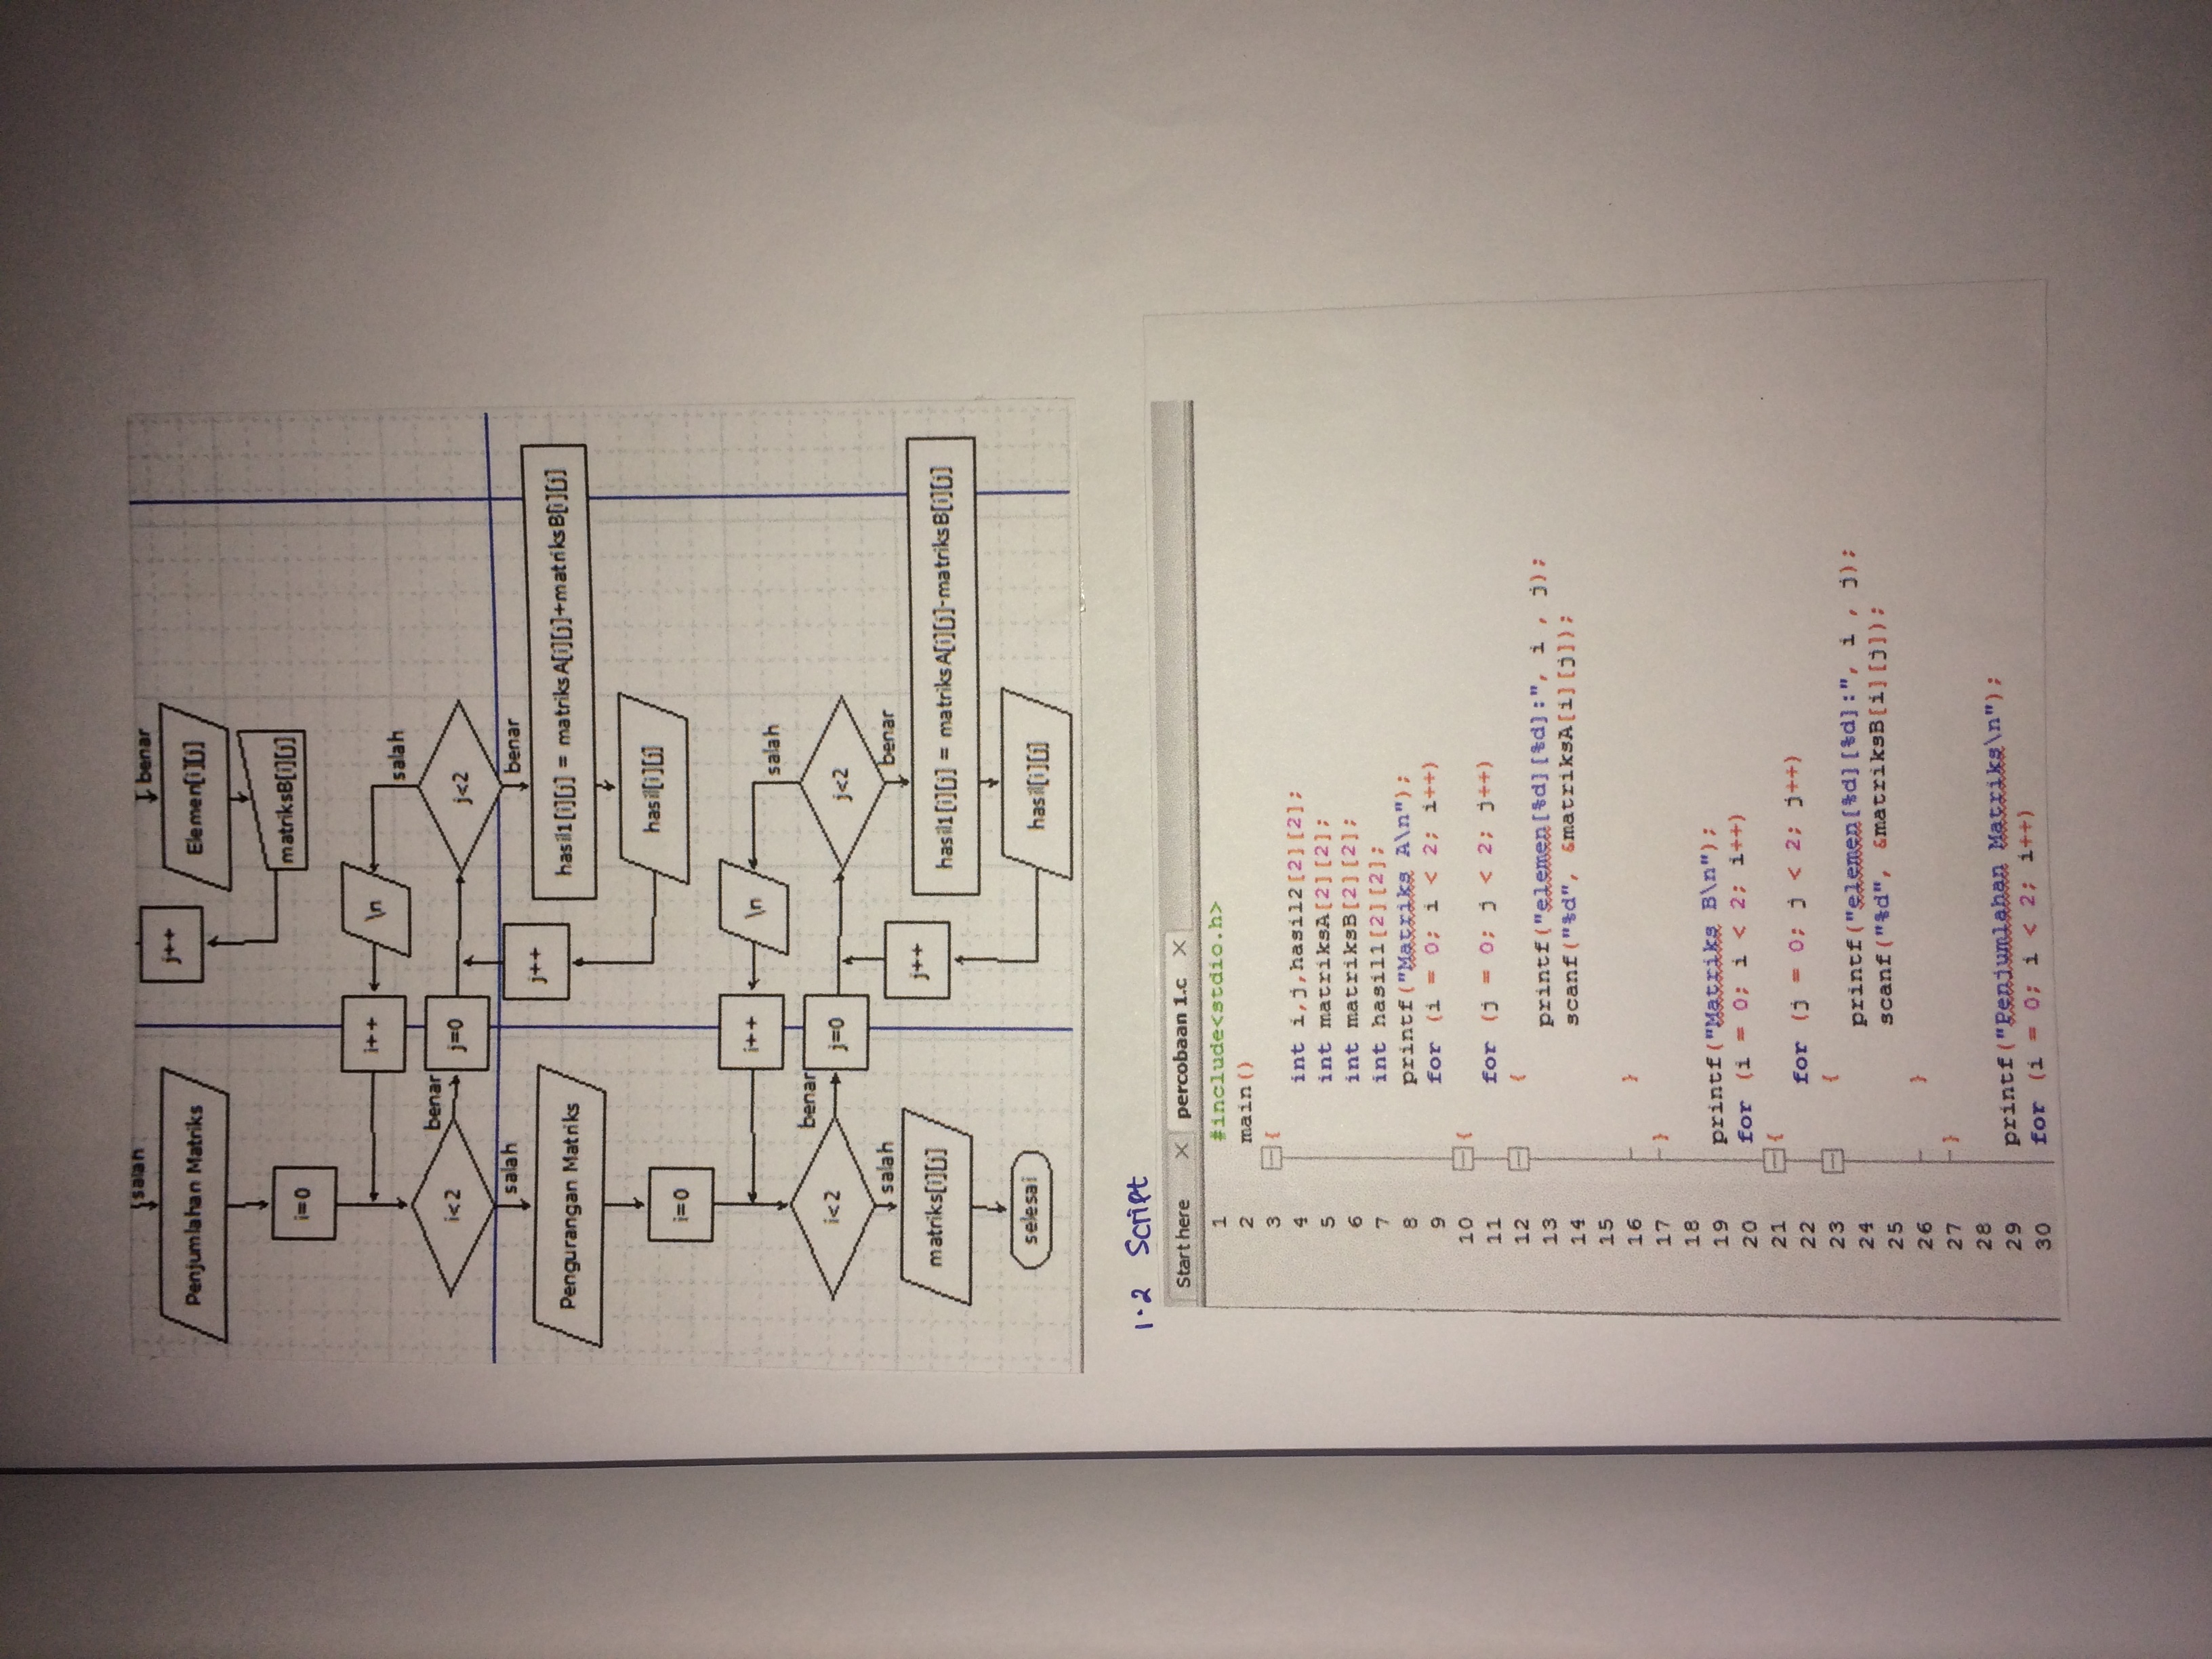 salah
benar
Penjumlahan Matriks
j++
Elemen[i][j]
matriksB[i][j]
i=0
i++
\n
salah
i<2
benar
j=0
j<2
salah
benar
j++
hasil1[i][j] = matriksA[i][j]+matriksB[i][j]
Pengurangan Matriks
hasil[i][j]
i=0
i++
\n
salah
i<2
benar
j=0
j<2
salah
benar
j++
hasil1[i][j] = matriksA[i][j]-matriksB[i][j]
matriks[i][j]
hasil[i][j]
selesai
1.2 Script
Start here X percobaan 1.c X
1 #include<stdio.h>
2 main()
3 {
4 int i,j,hasil2[2][2];
5 int matriksA[2][2];
6 int matriksB[2][2];
7 int hasil1[2][2];
8 printf("Matriks A\n");
9 for (i = 0; i < 2; i++)
10 {
11 for (j = 0; j < 2; j++)
12 {
13 printf("elemen[%d][%d]:", i , j);
14 scanf("%d", &matriksA[i][j]);
15
16 }
17 }
18
19 printf("Matriks B\n");
20 for (i = 0; i < 2; i++)
21 {
22 for (j = 0; j < 2; j++)
23 {
24 printf("elemen[%d][%d]:", i , j);
25 scanf("%d", &matriksB[i][j]);
26 }
27 }
28
29 printf("Penjumlahan Matriks\n");
30 for (i = 0; i < 2; i++)